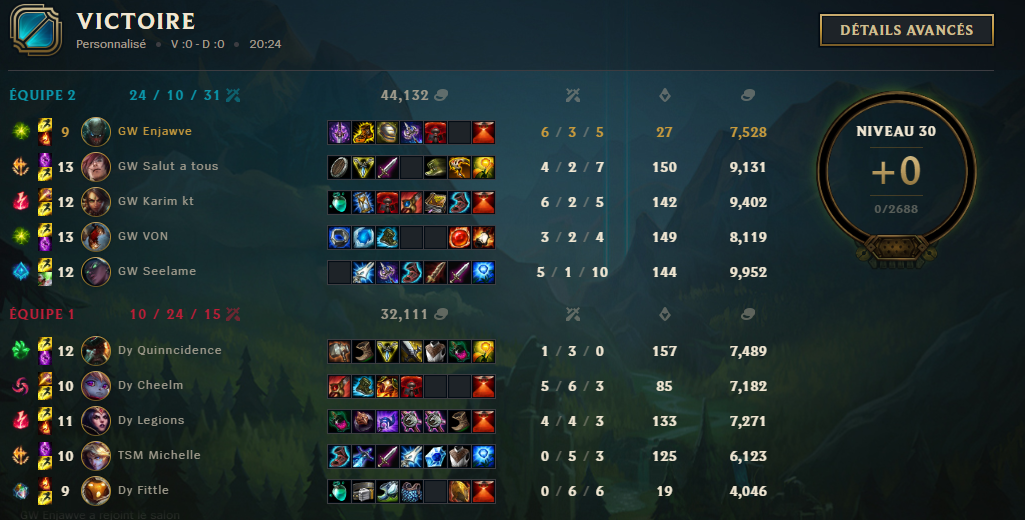 VICTOIRE
Personnalisé • V :0 - D :0 • 20:24
DÉTAILS AVANCÉS
ÉQUIPE 2 24 / 10 / 31 44,132
9 GW Enjawve 6 / 3 / 5 27 7,528
13 GW Salut a tous 4 / 2 / 7 150 9,131
12 GW Karim kt 6 / 2 / 5 142 9,402
13 GW VON 3 / 2 / 4 149 8,119
12 GW Seelame 5 / 1 / 10 144 9,952
NIVEAU 30
+0
0/2688
ÉQUIPE 1 10 / 24 / 15 32,111
12 Dy Quinncidence 1 / 3 / 0 157 7,489
10 Dy Cheelm 5 / 6 / 3 85 7,182
11 Dy Legions 4 / 4 / 3 133 7,271
10 TSM Michelle 0 / 5 / 3 125 6,123
9 Dy Fittle 0 / 6 / 6 19 4,046
GW Enjawve a rejoint le salon